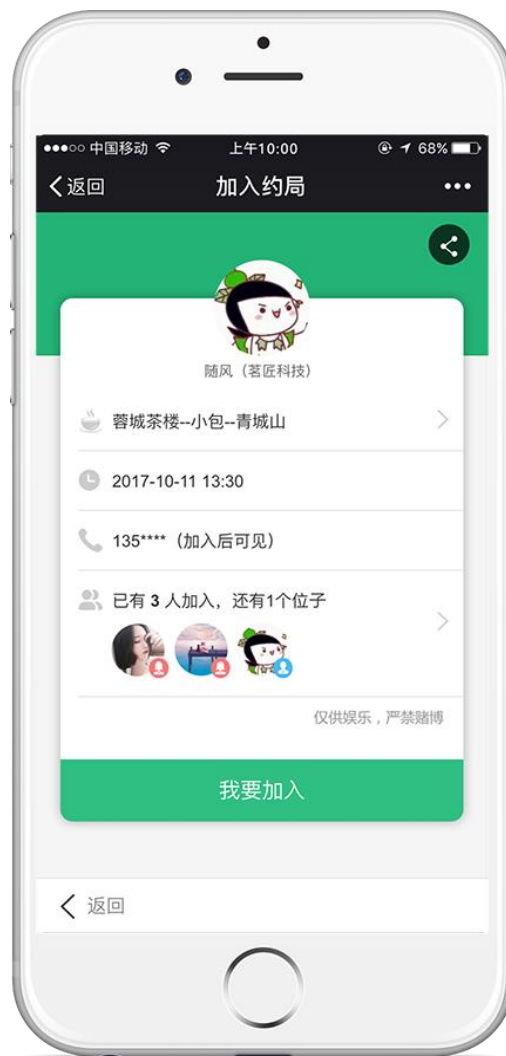 中国移动 上午10:00 68%
返回 加入约局
随风（茗匠科技）
蓉城茶楼--小包--青城山
2017-10-11 13:30
135****（加入后可见）
已有 3 人加入，还有1个位子
仅供娱乐，严禁赌博
我要加入
返回